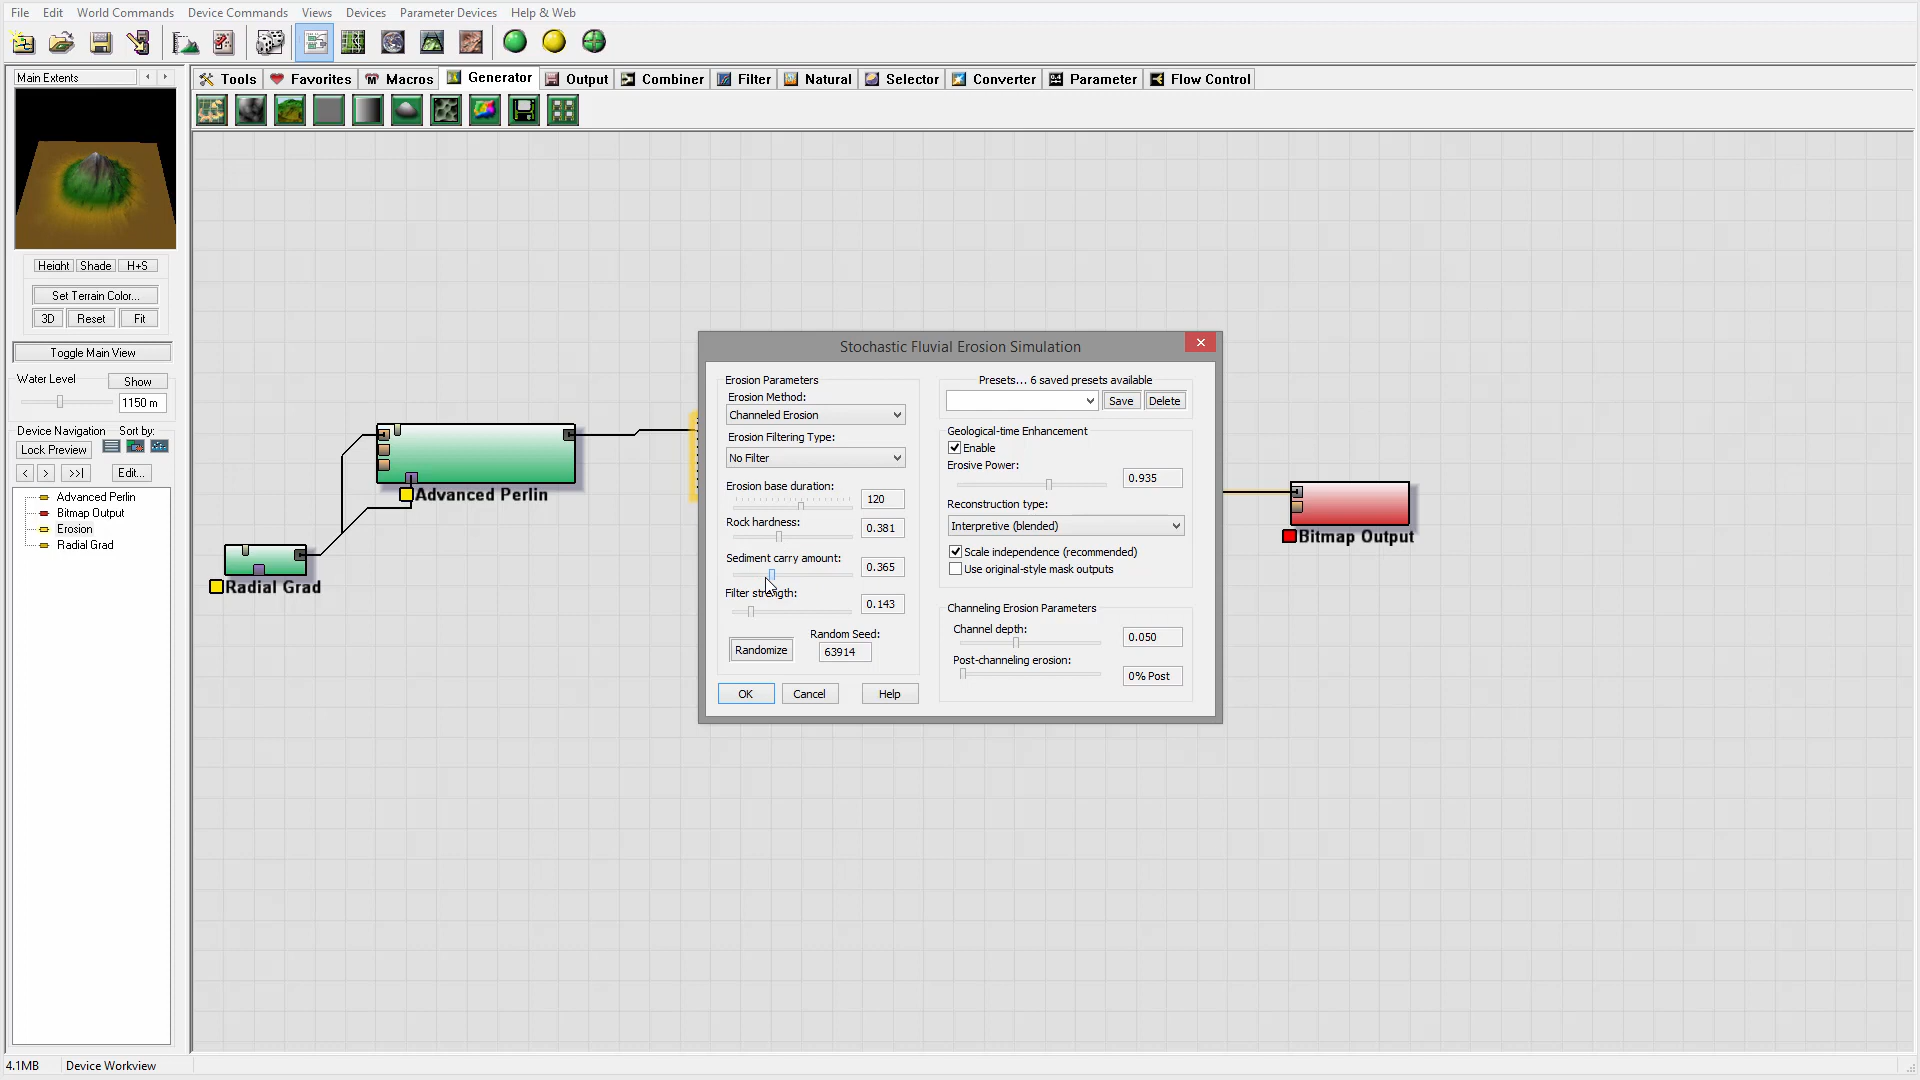 File Edit World Commands Device Commands Views Devices Parameter Devices Help & Web
Main Extents
Tools Favorites Macros Generator Output Combiner Filter Natural Selector Converter Parameter Flow Control
Height Shade H+S
Set Terrain Color...
3D Reset Fit
Toggle Main View
Water Level Show
1150 m
Device Navigation Sort by:
Lock Preview
< > >>| Edit...
Advanced Perlin
Bitmap Output
Erosion
Radial Grad
Advanced Perlin
Radial Grad
Bitmap Output
Stochastic Fluvial Erosion Simulation
Erosion Parameters
Erosion Method:
Channeled Erosion
Erosion Filtering Type:
No Filter
Erosion base duration:
120
Rock hardness:
0.381
Sediment carry amount:
0.365
Filter strength:
0.143
Randomize
Random Seed:
63914
OK Cancel Help
Presets... 6 saved presets available
Save Delete
Geological-time Enhancement
Enable
Erosive Power:
0.935
Reconstruction type:
Interpretive (blended)
Scale independence (recommended)
Use original-style mask outputs
Channeling Erosion Parameters
Channel depth:
0.050
Post-channeling erosion:
0% Post
4.1MB Device Workview